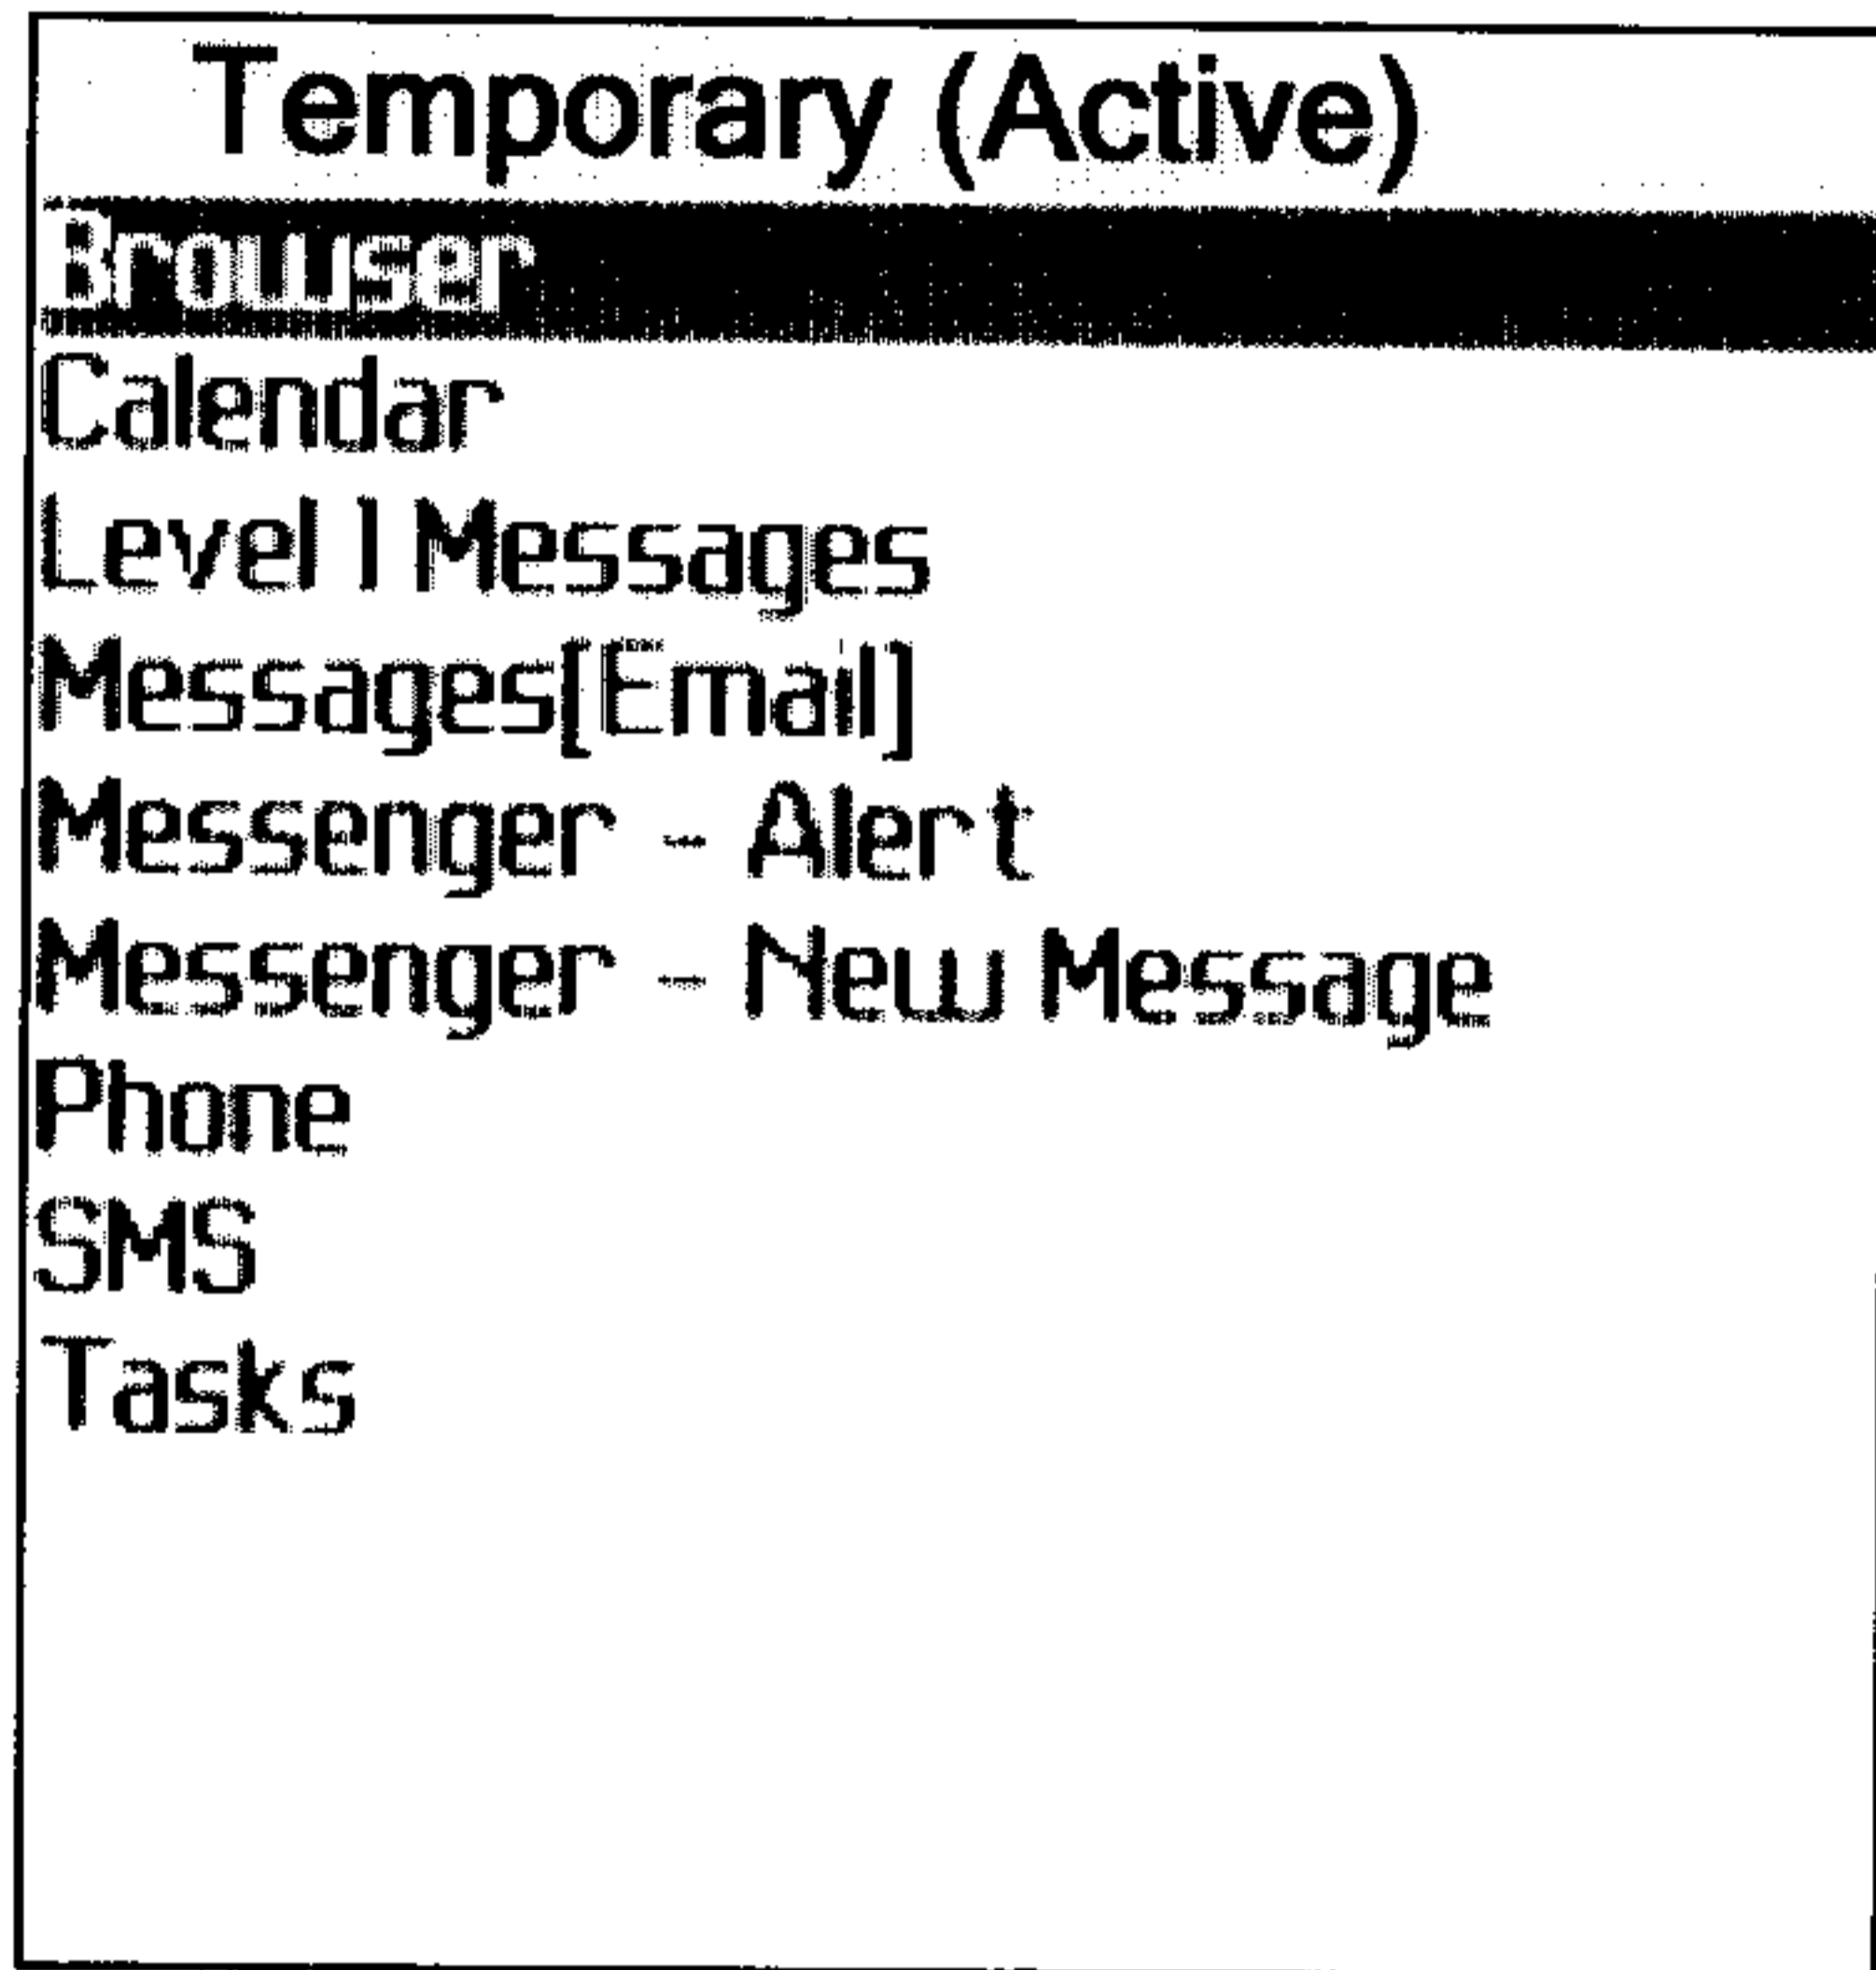 Temporary (Active)
Browser
Calendar
Level 1 Messages
Messages[Email]
Messenger - Alert
Messenger - New Message
Phone
SMS
Tasks